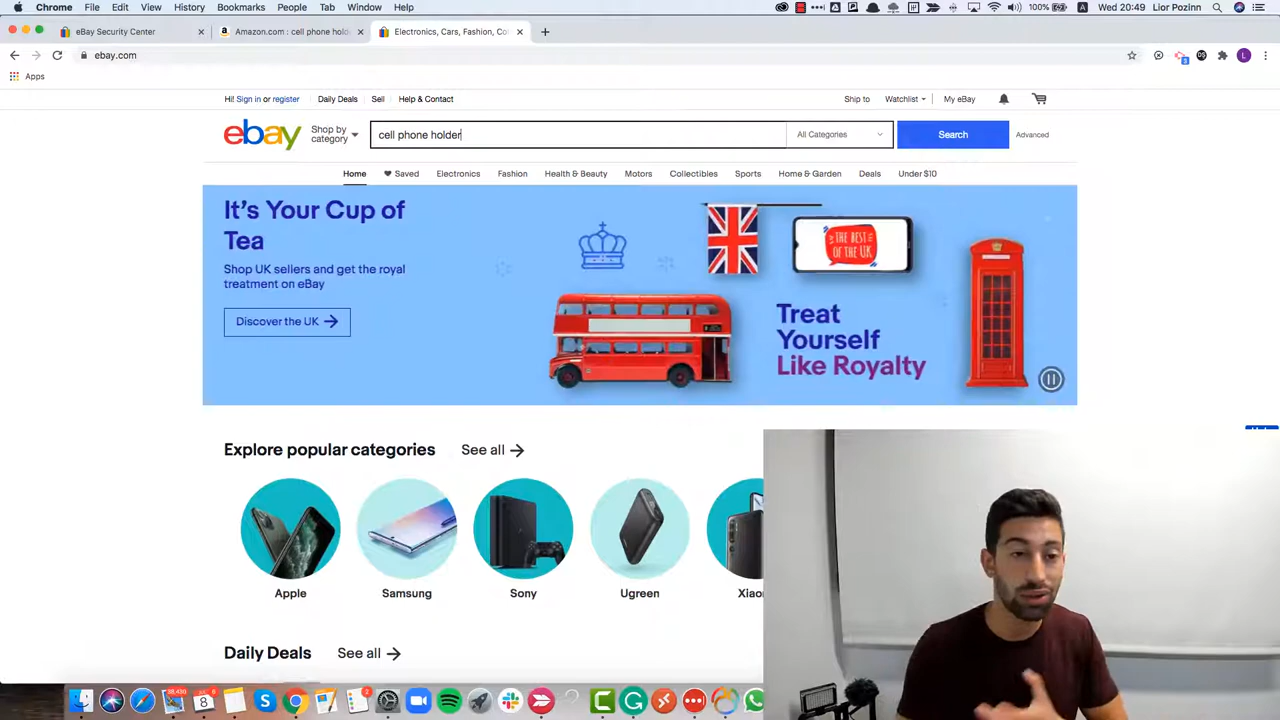 Chrome File Edit View History Bookmarks People Tab Window Help 100% Wed 20:49 Lior Pozinn
eBay Security Center Amazon.com : cell phone hold Electronics, Cars, Fashion, Co
ebay.com
Apps
Hi! Sign in or register Daily Deals Sell Help & Contact Ship to Watchlist My eBay
ebay Shop by category cell phone holder All Categories Search Advanced
Home Saved Electronics Fashion Health & Beauty Motors Collectibles Sports Home & Garden Deals Under $10
It's Your Cup of
Tea
Shop UK sellers and get the royal
treatment on eBay
Discover the UK
THE BEST
OF THE UK
Treat
Yourself
Like Royalty
Explore popular categories See all
Apple Samsung Sony Ugreen Xiao
Daily Deals See all